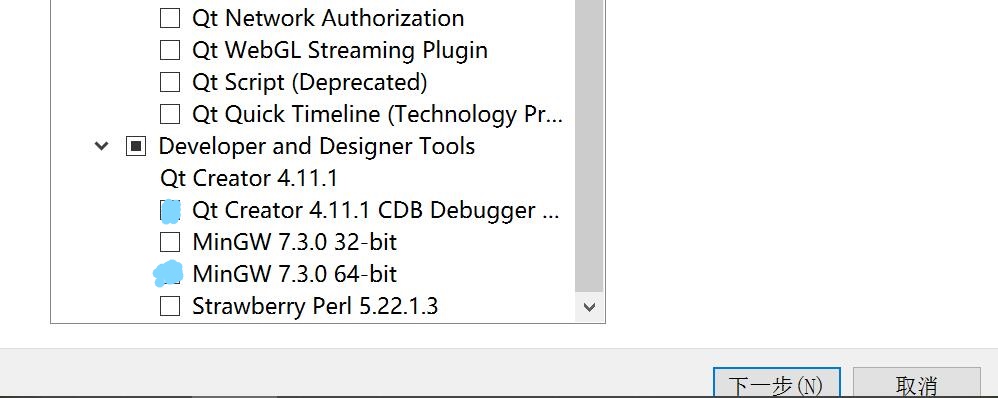 Qt Network Authorization
Qt WebGL Streaming Plugin
Qt Script (Deprecated)
Qt Quick Timeline (Technology Pr...
Developer and Designer Tools
Qt Creator 4.11.1
Qt Creator 4.11.1 CDB Debugger ...
MinGW 7.3.0 32-bit
MinGW 7.3.0 64-bit
Strawberry Perl 5.22.1.3
下一步(N) 取消